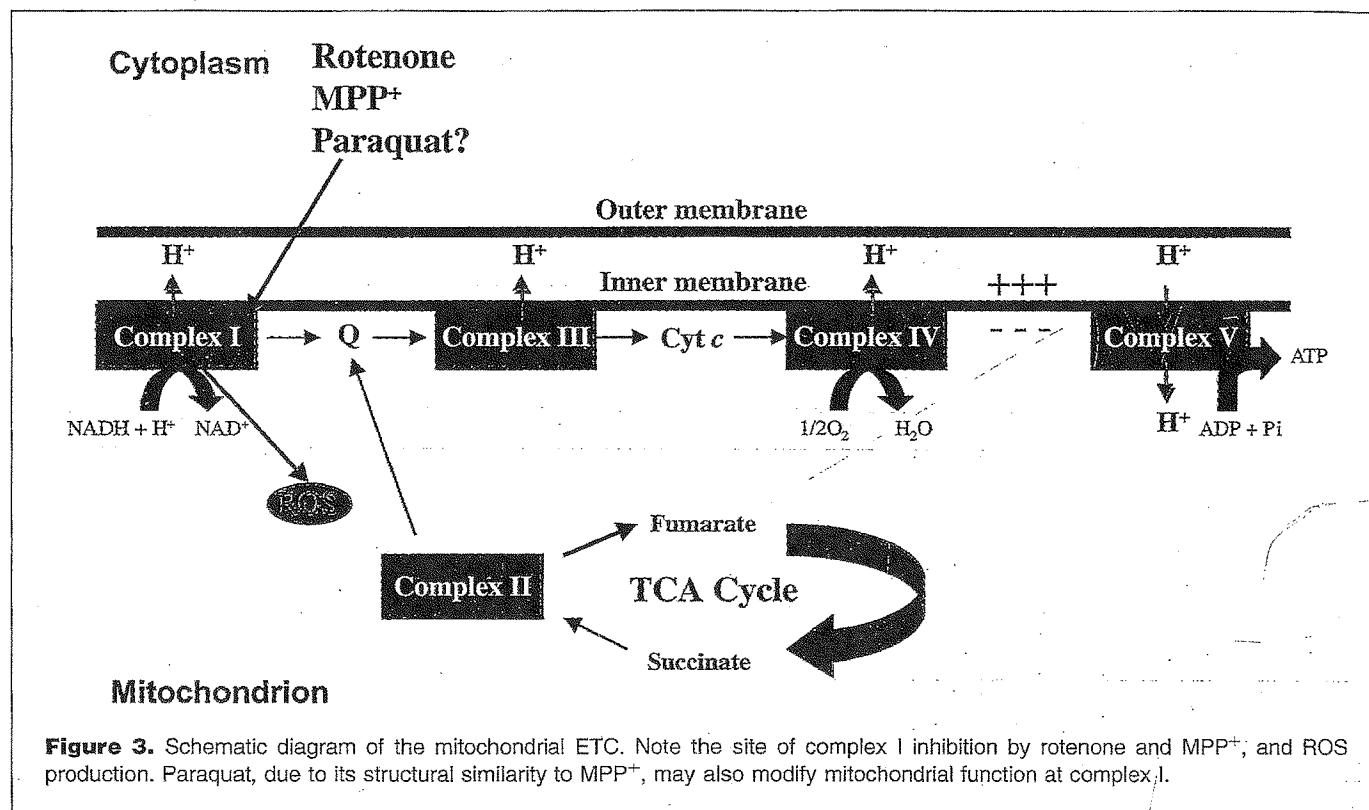 Cytoplasm
Rotenone
MPP⁺
Paraquat?
Outer membrane
H⁺ H⁺ H⁺ H⁺
Inner membrane +++
Complex I Q Complex III Cyt c Complex IV - - - Complex V
ATP
NADH + H⁺ NAD⁺ 1/2O₂ H₂O H⁺ ADP + Pi
ROS
Fumarate
Complex II TCA Cycle
Succinate
Mitochondrion
Figure 3. Schematic diagram of the mitochondrial ETC. Note the site of complex I inhibition by rotenone and MPP⁺, and ROS
production. Paraquat, due to its structural similarity to MPP⁺, may also modify mitochondrial function at complex I.